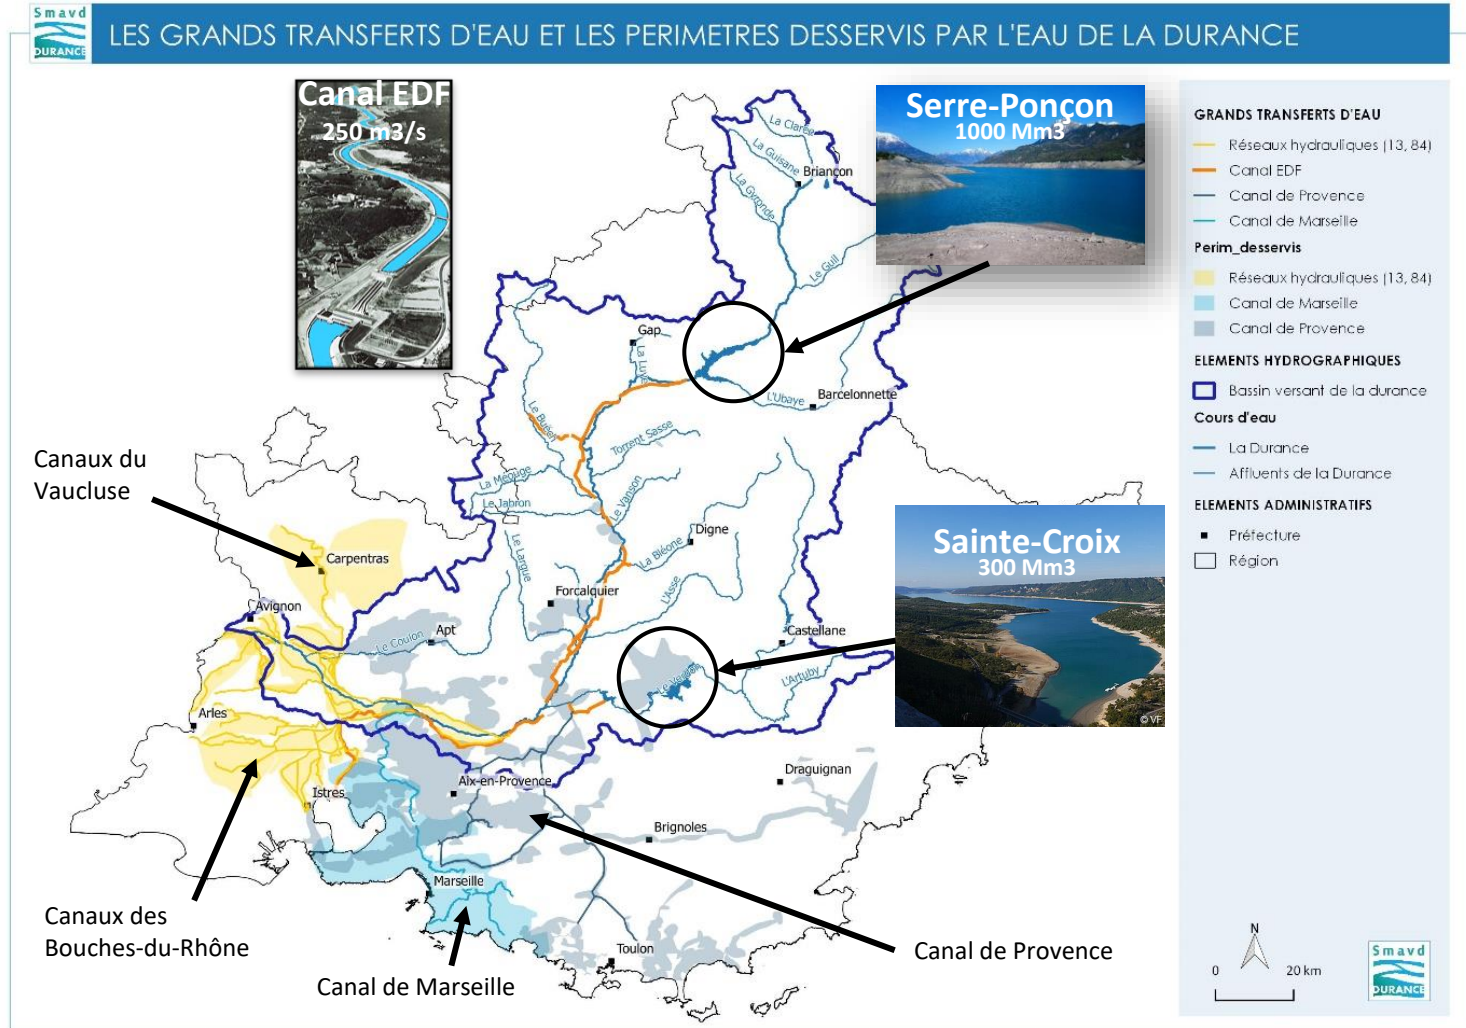 Smavd
DURANCE
LES GRANDS TRANSFERTS D'EAU ET LES PERIMETRES DESSERVIS PAR L'EAU DE LA DURANCE
Canal EDF
250 m3/s
Serre-Ponçon
1000 Mm3
Sainte-Croix
300 Mm3
© VF
La Clarée
La Guisane
Briançon
La Gyronde
Le Guil
Gap
La Luye
L'Ubaye
Barcelonnette
Le Buëch
Torrent Sasse
La Méouge
Le Jabron
Le Vanson
Le Largue
Digne
La Bléone
L'Asse
Forcalquier
Canaux du
Vaucluse
Carpentras
Avignon
Le Coulon
Apt
Castellane
Le Verdon
L'Artuby
Arles
Istres
Aix-en-Provence
Draguignan
Brignoles
Marseille
Toulon
Canaux des
Bouches-du-Rhône
Canal de Marseille
Canal de Provence
GRANDS TRANSFERTS D'EAU
Réseaux hydrauliques (13, 84)
Canal EDF
Canal de Provence
Canal de Marseille
Perim_desservis
Réseaux hydrauliques (13, 84)
Canal de Marseille
Canal de Provence
ELEMENTS HYDROGRAPHIQUES
Bassin versant de la durance
Cours d'eau
La Durance
Affluents de la Durance
ELEMENTS ADMINISTRATIFS
Préfecture
Région
N
0 20 km
Smavd
DURANCE